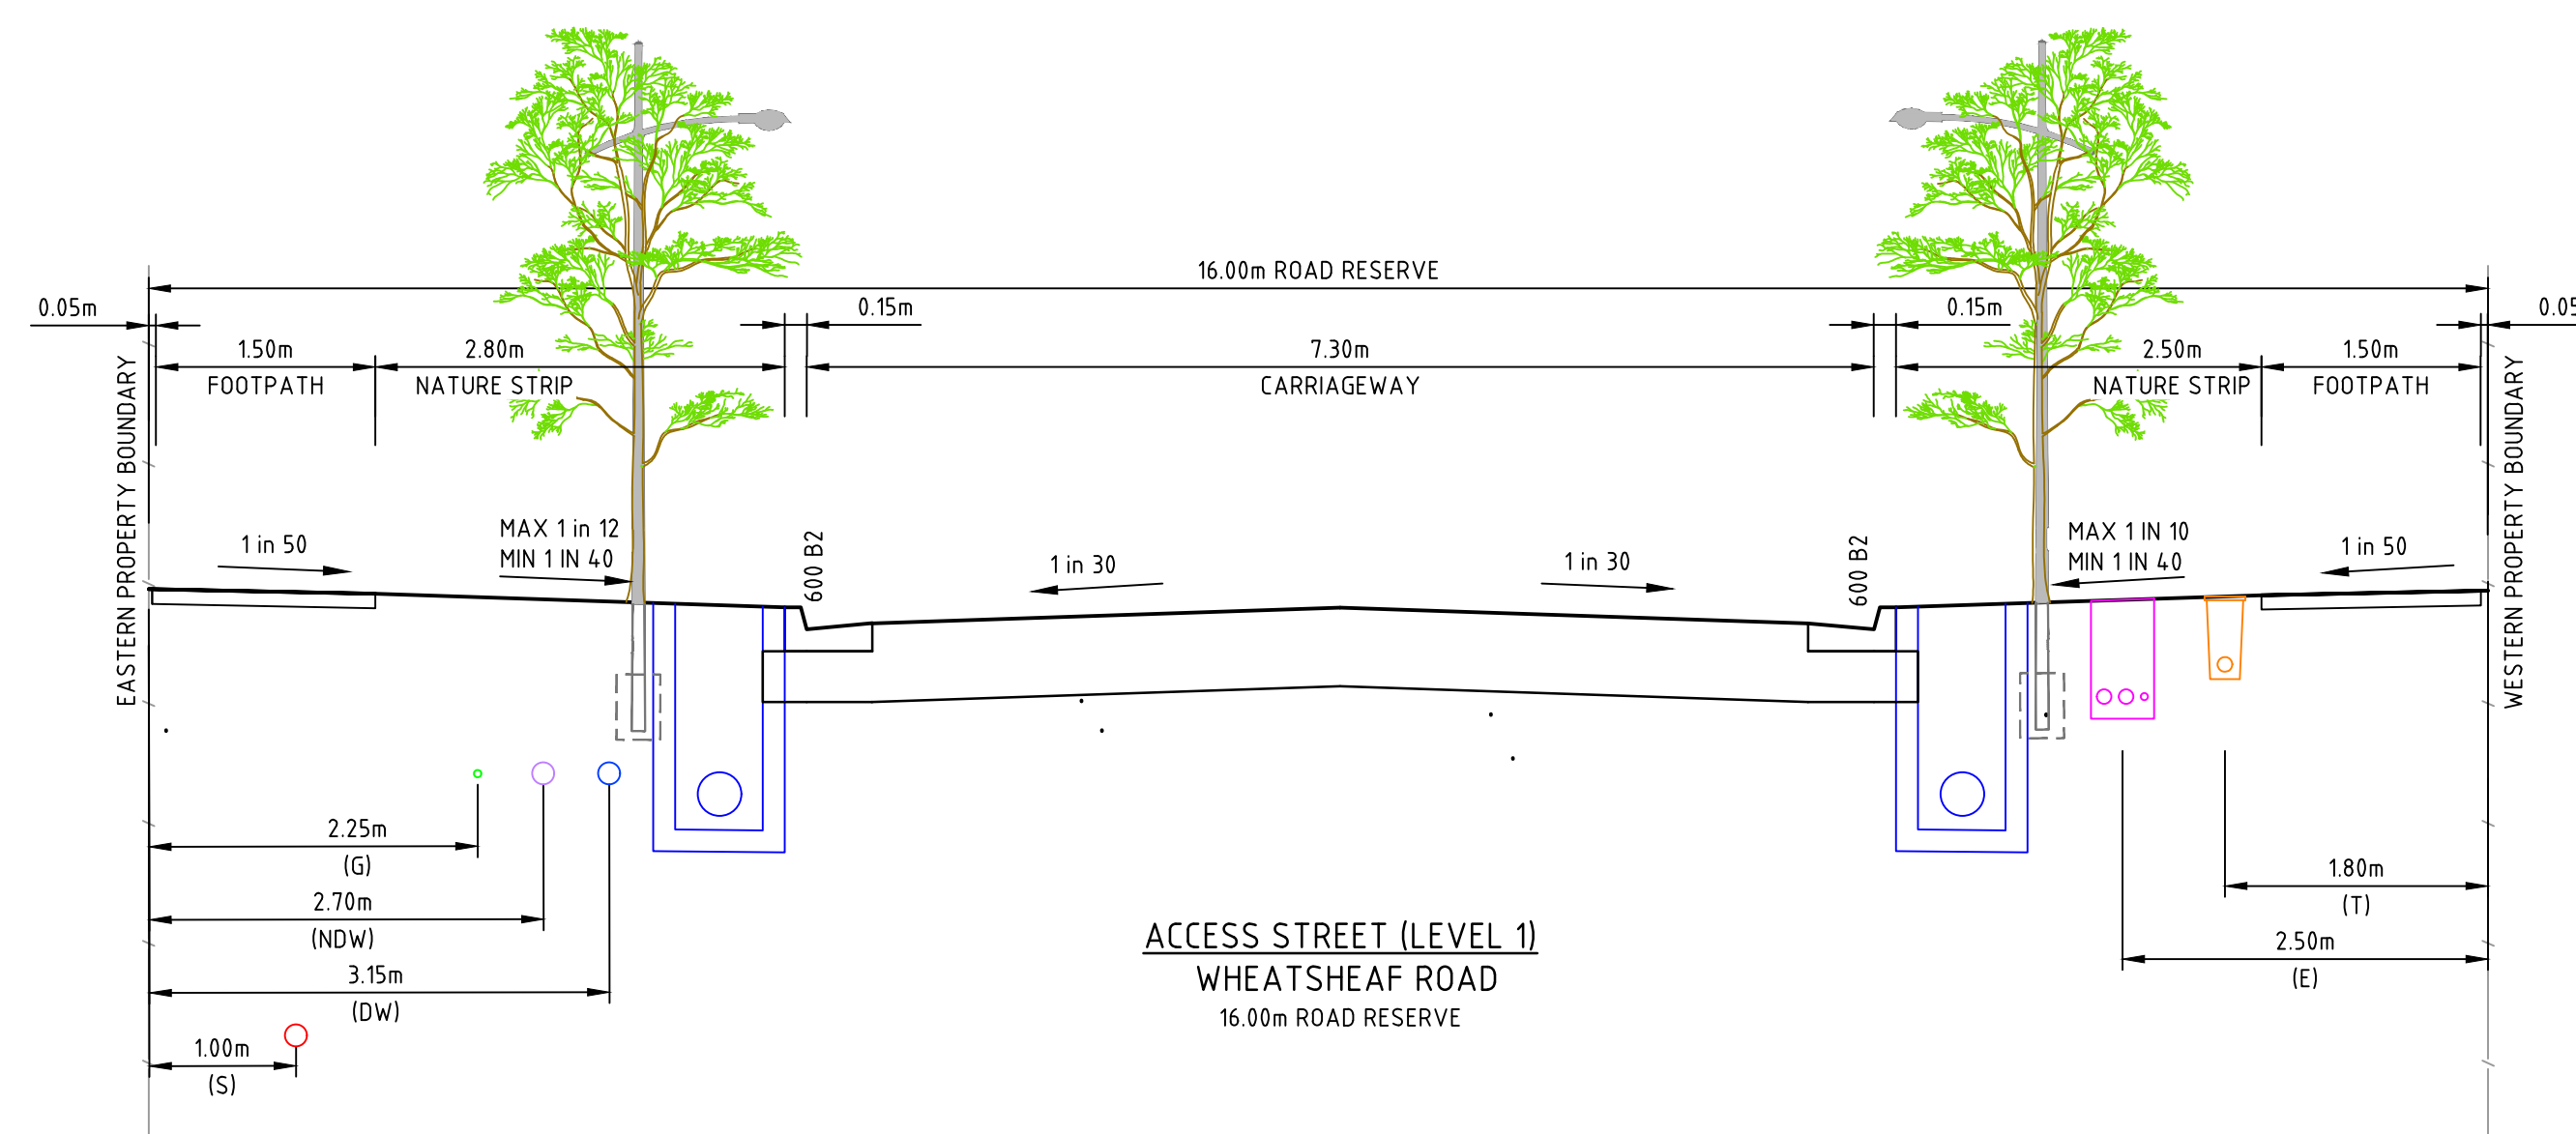 16.00m ROAD RESERVE
0.05m
0.15m
0.15m
0.05
1.50m
2.80m
7.30m
2.50m
1.50m
FOOTPATH
NATURE STRIP
CARRIAGEWAY
NATURE STRIP
FOOTPATH
EASTERN PROPERTY BOUNDARY
WESTERN PROPERTY BOUNDARY
1 in 50
MAX 1 in 12
MIN 1 IN 40
600 B2
1 in 30
1 in 30
600 B2
MAX 1 IN 10
MIN 1 IN 40
1 in 50
2.25m
(G)
2.70m
(NDW)
3.15m
(DW)
1.00m
(S)
1.80m
(T)
2.50m
(E)
ACCESS STREET (LEVEL 1)
WHEATSHEAF ROAD
16.00m ROAD RESERVE